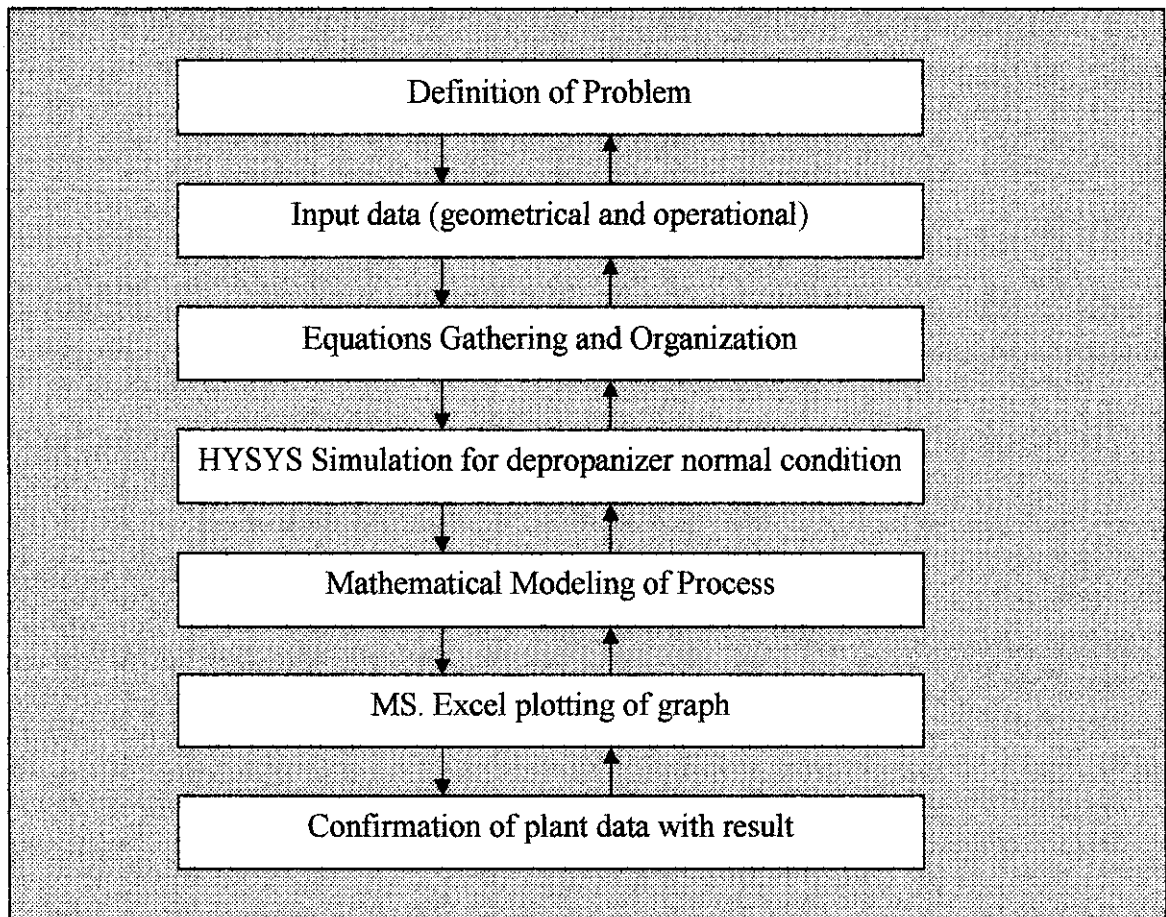 Definition of Problem
Input data (geometrical and operational)
Equations Gathering and Organization
HYSYS Simulation for depropanizer normal condition
Mathematical Modeling of Process
MS. Excel plotting of graph
Confirmation of plant data with result